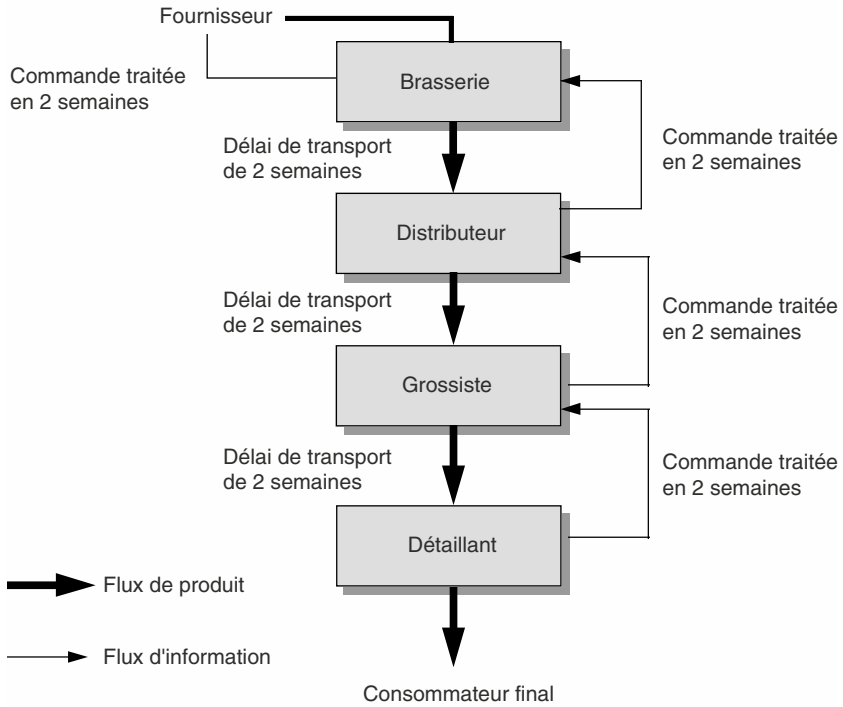 Fournisseur
Commande traitée
en 2 semaines
Brasserie
Commande traitée
en 2 semaines
Délai de transport
de 2 semaines
Distributeur
Délai de transport
de 2 semaines
Commande traitée
en 2 semaines
Grossiste
Délai de transport
de 2 semaines
Commande traitée
en 2 semaines
Détaillant
Flux de produit
Flux d'information
Consommateur final